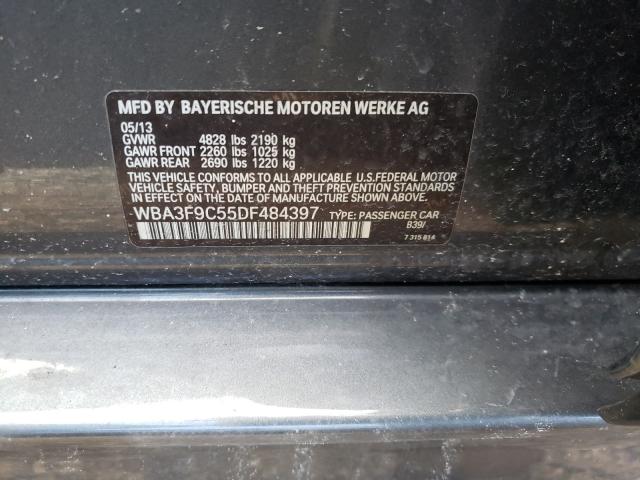 MFD BY BAYERISCHE MOTOREN WERKE AG
05/13
GVWR 4828 lbs 2190 kg
GAWR FRONT 2260 lbs 1025 kg
GAWR REAR 2690 lbs 1220 kg
THIS VEHICLE CONFORMS TO ALL APPLICABLE U.S.FEDERAL MOTOR
VEHICLE SAFETY, BUMPER AND THEFT PREVENTION STANDARDS
IN EFFECT ON THE DATE OF MANUFACTURE SHOWN ABOVE.
WBA3F9C55DF484397 TYPE: PASSENGER CAR
B39/
7 315 814